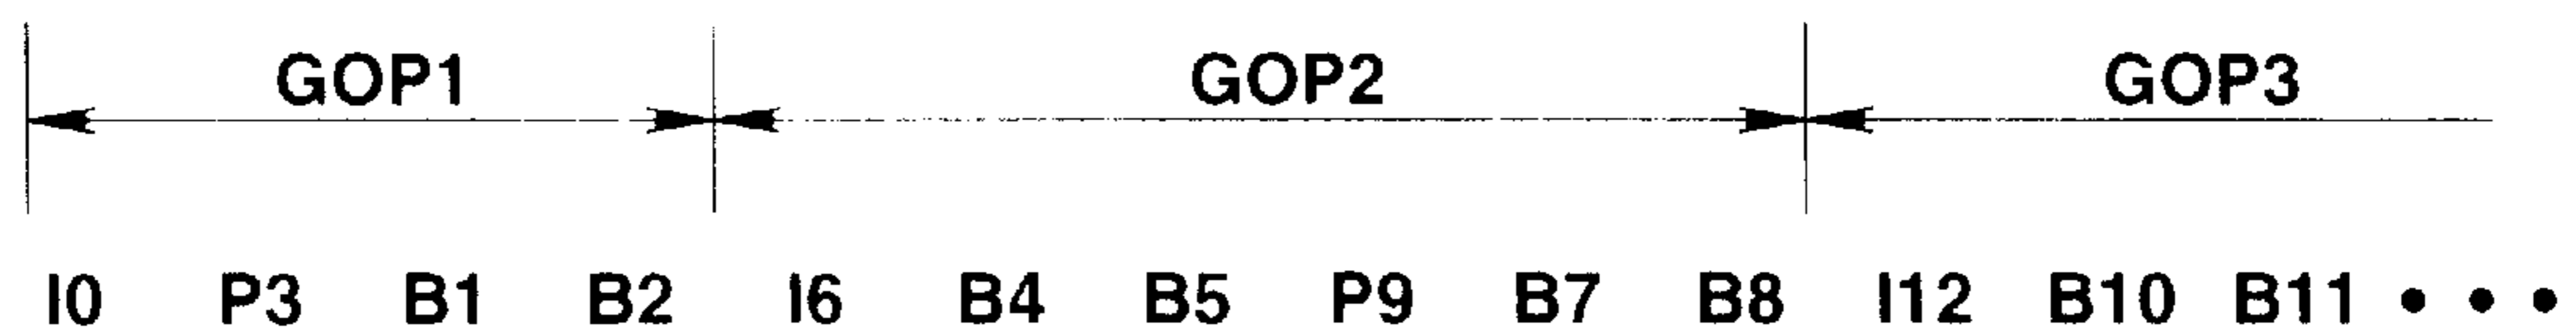 GOP1 GOP2 GOP3
I0 P3 B1 B2 I6 B4 B5 P9 B7 B8 I12 B10 B11 • • •